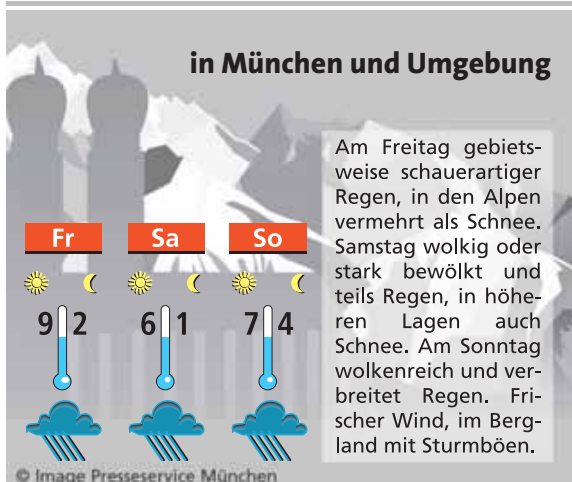 in München und Umgebung
Am Freitag gebiets-
weise schauerartiger
Regen, in den Alpen
vermehrt als Schnee.
Samstag wolkig oder
stark bewölkt und
teils Regen, in höhe-
ren Lagen auch
Schnee. Am Sonntag
wolkenreich und ver-
breitet Regen. Fri-
scher Wind, im Berg-
land mit Sturmböen.
Fr Sa So
9 2 6 1 7 4
© Image Presseservice München